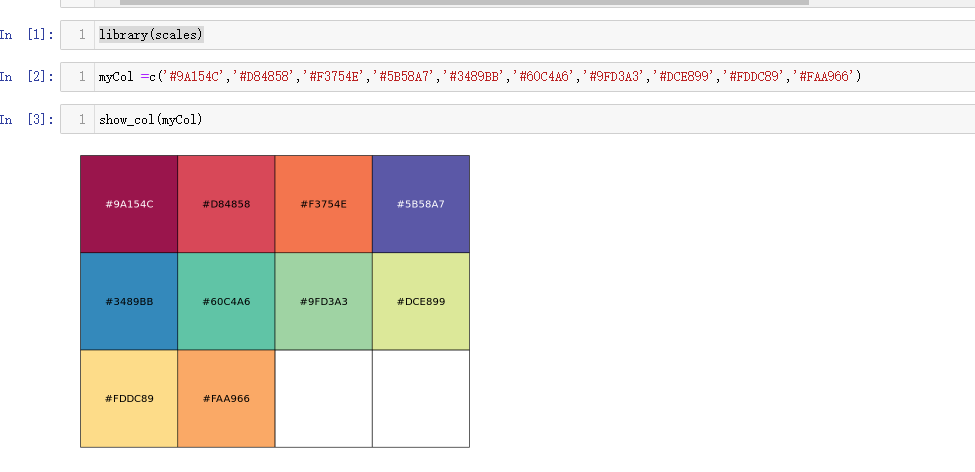 In [1]: 1 library(scales)
In [2]: 1 myCol =c('#9A154C','#D84858','#F3754E','#5B58A7','#3489BB','#60C4A6','#9FD3A3','#DCE899','#FDDC89','#FAA966')
In [3]: 1 show_col(myCol)
#9A154C #D84858 #F3754E #5B58A7
#3489BB #60C4A6 #9FD3A3 #DCE899
#FDDC89 #FAA966